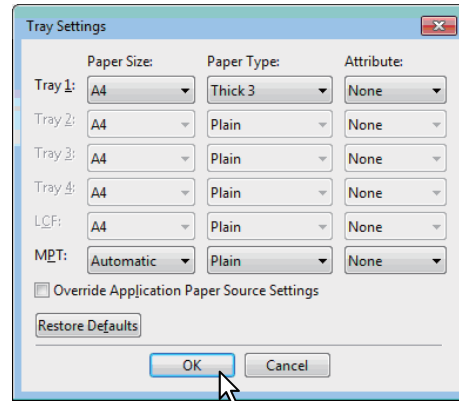 Tray Settings
Paper Size: Paper Type: Attribute:
Tray 1: A4 Thick 3 None
Tray 2: A4 Plain None
Tray 3: A4 Plain None
Tray 4: A4 Plain None
LCF: A4 Plain None
MPT: Automatic Plain None
Override Application Paper Source Settings
Restore Defaults
OK Cancel